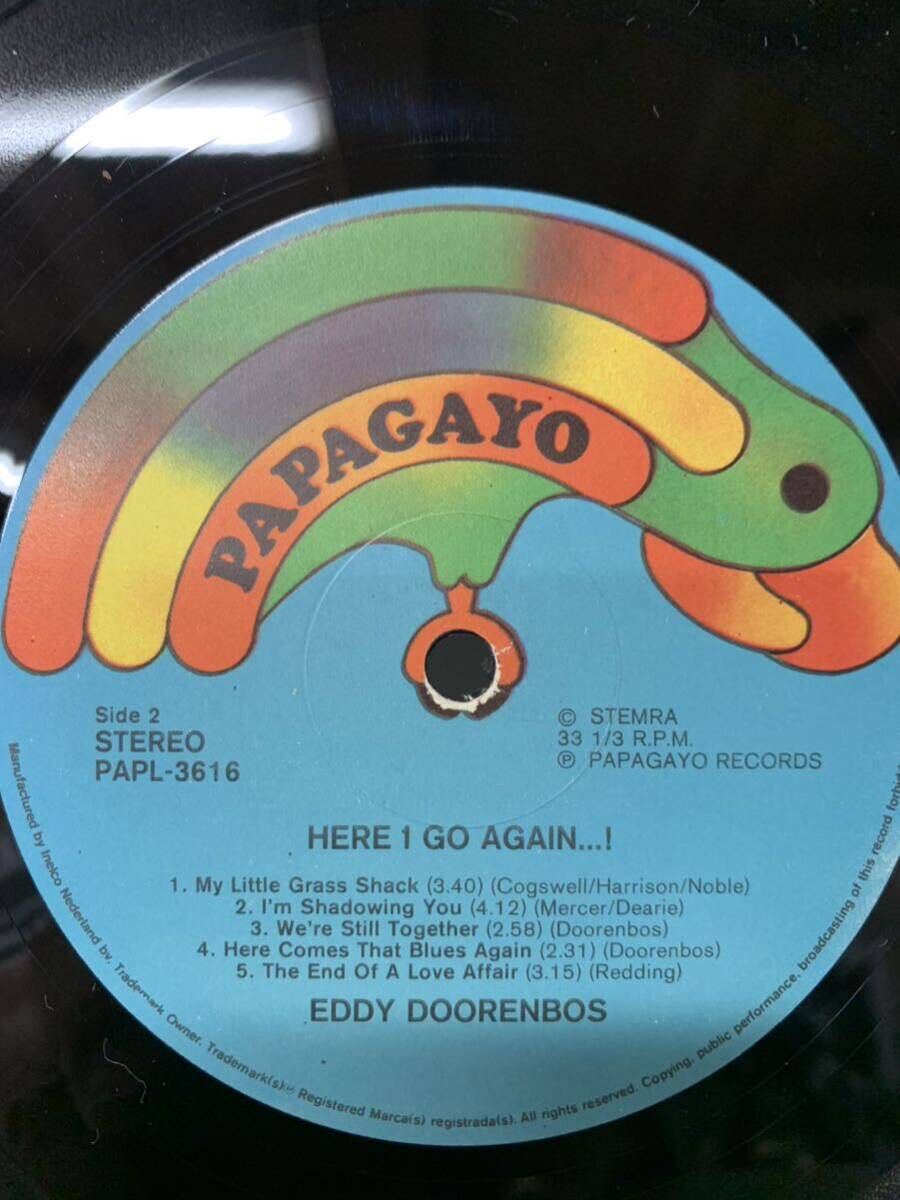 PAPAGAYO
Side 2
STEREO
PAPL-3616
© STEMRA
33 1/3 R.P.M.
℗ PAPAGAYO RECORDS
HERE 1 GO AGAIN...!
1. My Little Grass Shack (3.40) (Cogswell/Harrison/Noble)
2. I'm Shadowing You (4.12) (Mercer/Dearie)
3. We're Still Together (2.58) (Doorenbos)
4. Here Comes That Blues Again (2.31) (Doorenbos)
5. The End Of A Love Affair (3.15) (Redding)
EDDY DOORENBOS
Manufactured by Inelco Nederland bv. Trademark Owner. Trademark(s) Registered Marca(s) registrada(s). All rights reserved. Copying, public performance, broadcasting of this record